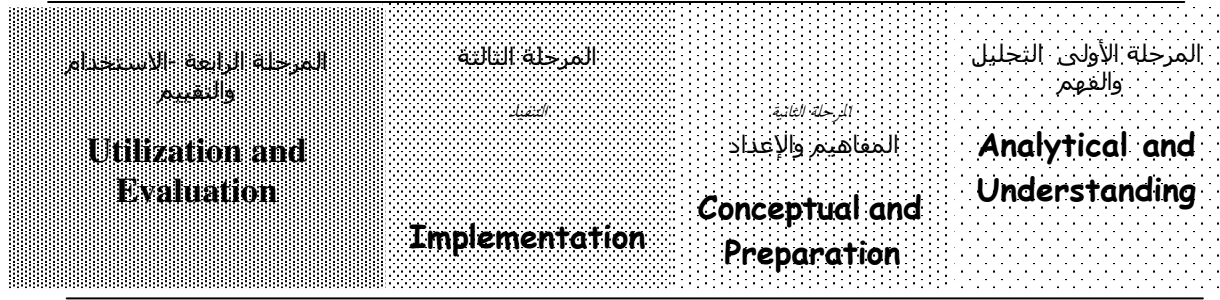 المرحلة الأولى التحليل
والفهم
Analytical and
Understanding
المرحلة الثانية
المفاهيم والإعداد
Conceptual and
Preparation
المرحلة الثالثة
التنفيذ
Implementation
المرحلة الرابعة -الاستخدام
والتقييم
Utilization and
Evaluation